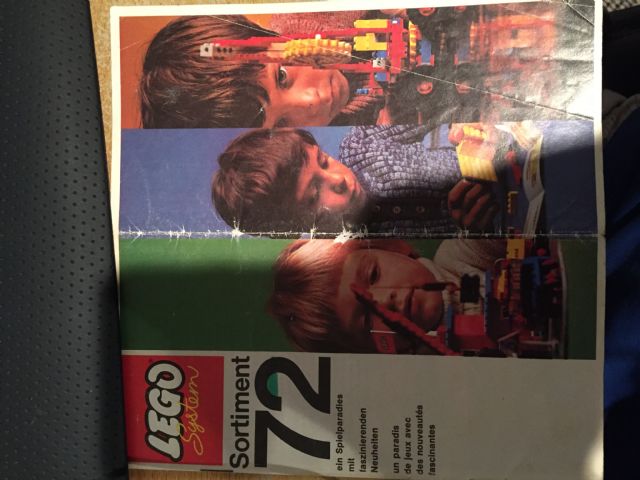 LEGO
System
Sortiment
72
ein Spielparadies
mit
faszinierenden
Neuheiten
un paradis
de jeux avec
des nouveautés
fascinantes